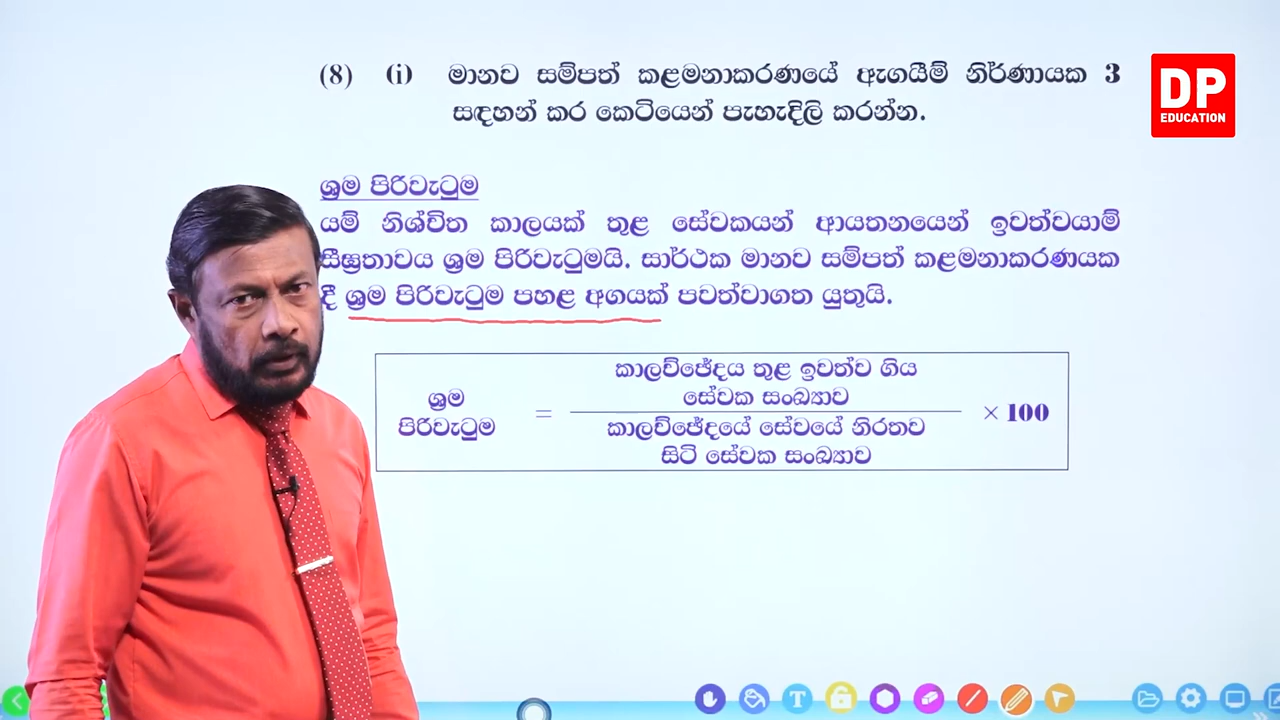 (8) (i) මානව සම්පත් කළමනාකරණයේ ඇගයීම් නිර්ණායක 3
සඳහන් කර කෙටියෙන් පැහැදිලි කරන්න.
DP
EDUCATION
ශ්‍රම පිරිවැටුම
යම් නිශ්චිත කාලයක් තුළ සේවකයන් ආයතනයෙන් ඉවත්වයාම්
සීඝ්‍රතාවය ශ්‍රම පිරිවැටුමයි. සාර්ථක මානව සම්පත් කළමනාකරණයක
දී ශ්‍රම පිරිවැටුම පහළ අගයක් පවත්වාගත යුතුයි.
ශ්‍රම
පිරිවැටුම
=
කාලච්ඡේදය තුළ ඉවත්ව ගිය
සේවක සංඛ්‍යාව
කාලච්ඡේදයේ සේවයේ නිරතව
සිටි සේවක සංඛ්‍යාව
× 100